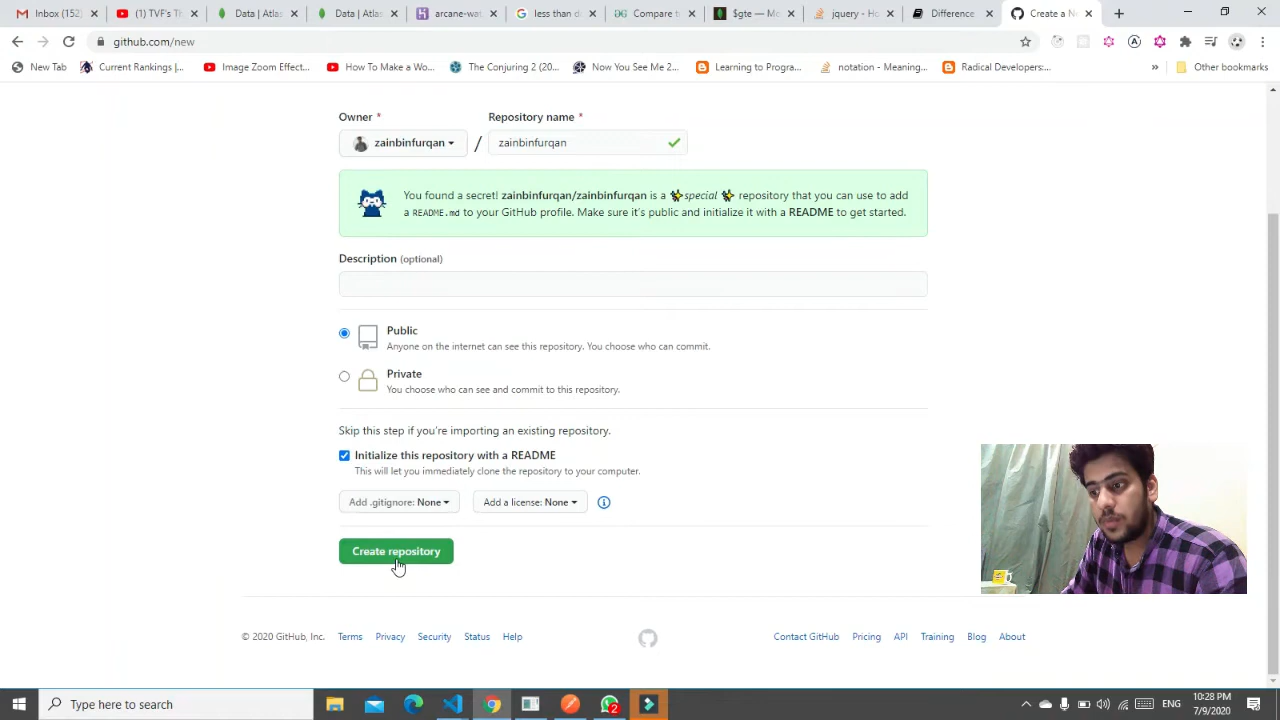 Inbox (152)
(1) TVF's Th
Data | Atlas
Data | Atlas
arcane-wat
less than d
Compare t
$gte — Mo
jquery - Ho
Difference
Create a Ne
github.com/new
New Tab
Current Rankings |...
Image Zoom Effect...
How To Make a Wo...
The Conjuring 2 (20...
Now You See Me 2...
Learning to Progra...
notation - Meaning...
Radical Developers:...
»
Other bookmarks
Owner *
Repository name *
zainbinfurqan
/
zainbinfurqan
You found a secret! zainbinfurqan/zainbinfurqan is a ✨special ✨ repository that you can use to add
a README.md to your GitHub profile. Make sure it's public and initialize it with a README to get started.
Description (optional)
Public
Anyone on the internet can see this repository. You choose who can commit.
Private
You choose who can see and commit to this repository.
Skip this step if you're importing an existing repository.
Initialize this repository with a README
This will let you immediately clone the repository to your computer.
Add .gitignore: None
Add a license: None
Create repository
© 2020 GitHub, Inc.
Terms
Privacy
Security
Status
Help
Contact GitHub
Pricing
API
Training
Blog
About
Type here to search
2
ENG
10:28 PM
7/9/2020